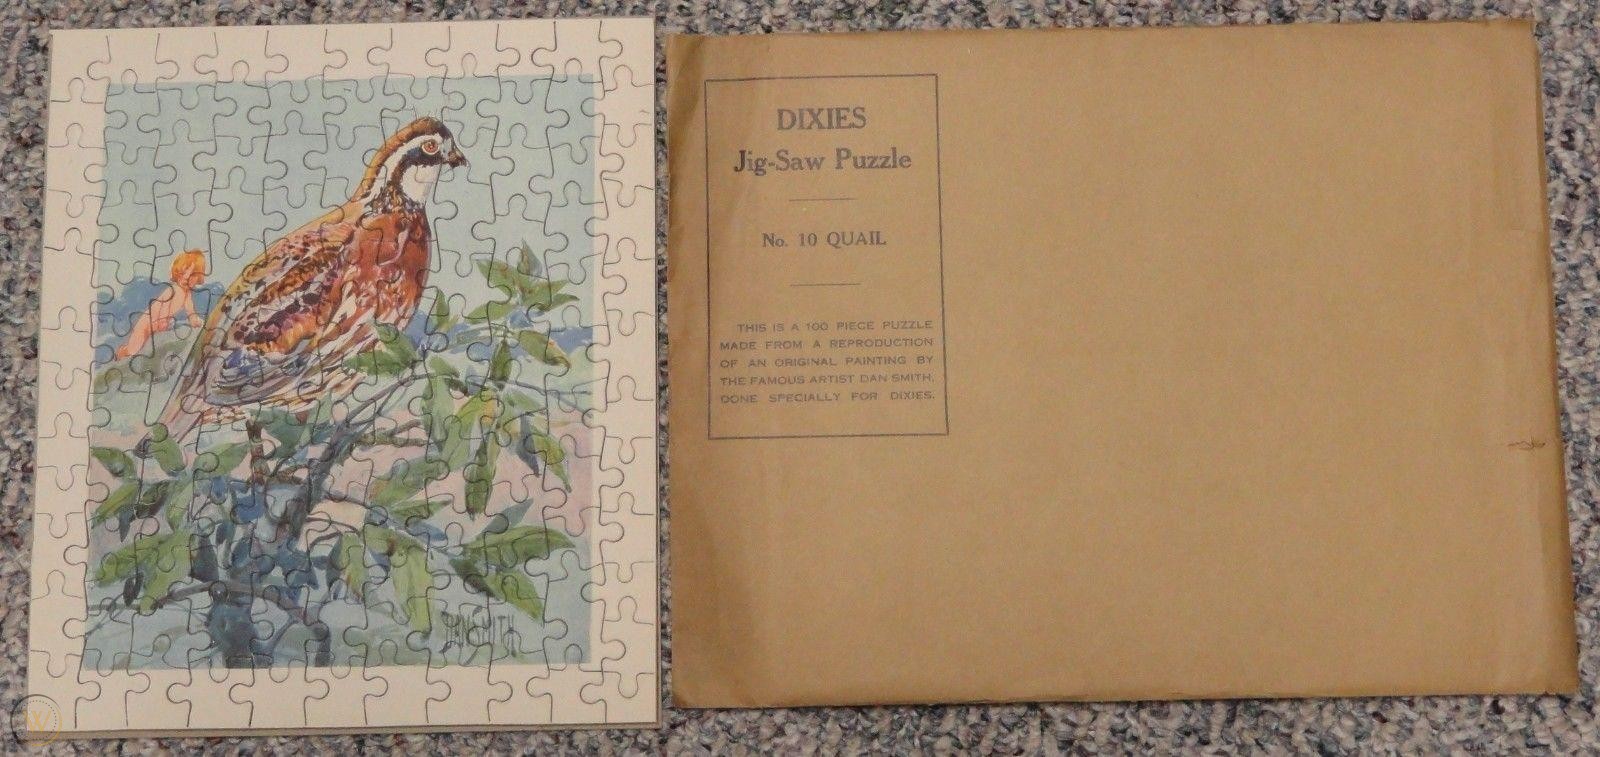 DIXIES
Jig-Saw Puzzle
No. 10 QUAIL
THIS IS A 100 PIECE PUZZLE
MADE FROM A REPRODUCTION
OF AN ORIGINAL PAINTING BY
THE FAMOUS ARTIST DAN SMITH,
DONE SPECIALLY FOR DIXIES.
DAN SMITH
W